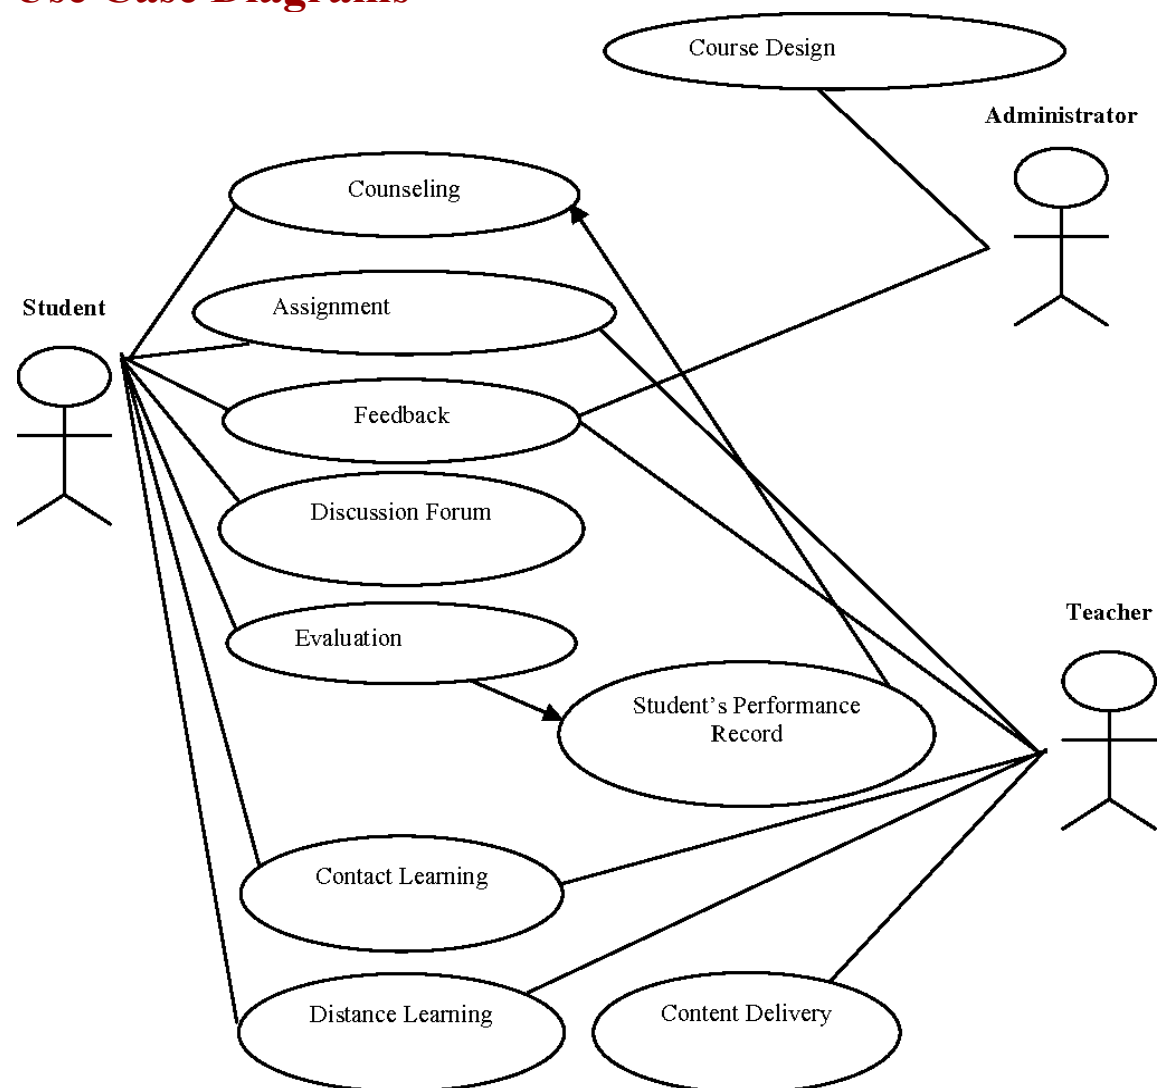 Use Case Diagrams
Course Design
Administrator
Counseling
Student
Assignment
Feedback
Discussion Forum
Teacher
Evaluation
Student’s Performance
Record
Contact Learning
Distance Learning
Content Delivery